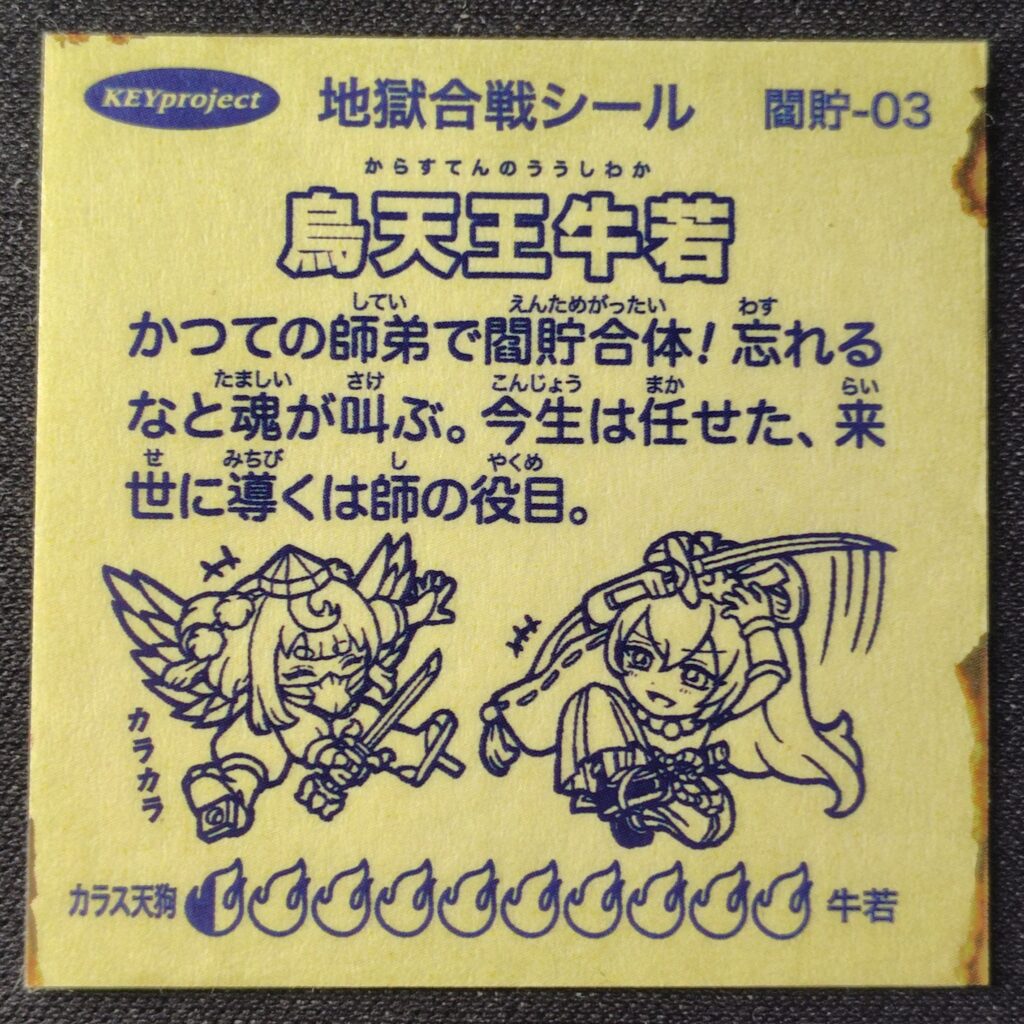 KEYproject 地獄合戦シール 閻貯-03
からすてんのううしわか
烏天王牛若
してい えんためがったい わす
かつての師弟で閻貯合体!忘れる
たましい さけ こんじょう まか らい
なと魂が叫ぶ。今生は任せた、来
せ みちび し やくめ
世に導くは師の役目。
カラカラ
カラス天狗 牛若